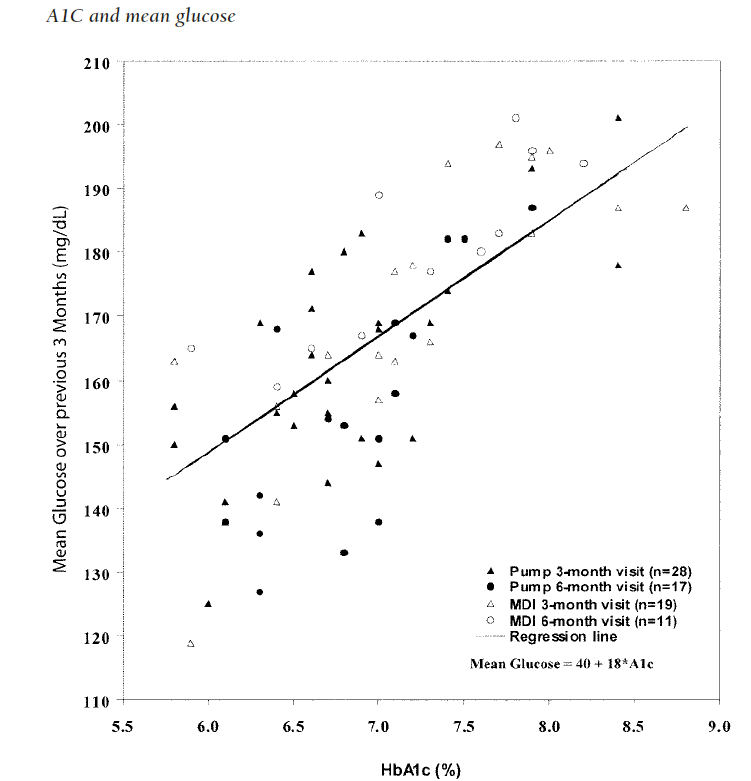 A1C and mean glucose
210
200
190
180
170
160
150
140
130
120
110
Mean Glucose over previous 3 Months (mg/dL)
Pump 3-month visit (n=28)
Pump 6-month visit (n=17)
MDI 3-month visit (n=19)
MDI 6-month visit (n=11)
Regression line
Mean Glucose = 40 + 18*A1c
5.5 6.0 6.5 7.0 7.5 8.0 8.5 9.0
HbA1c (%)